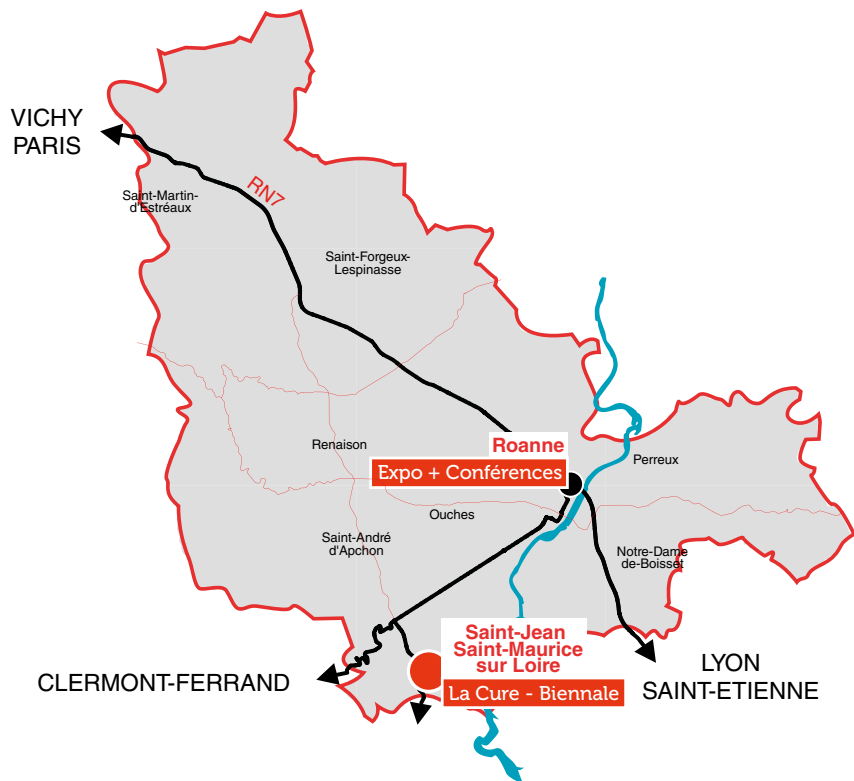 VICHY
PARIS
RN7
Saint-Martin-
d'Estréaux
Saint-Forgeux-
Lespinasse
Roanne
Expo + Conférences
Renaison
Perreux
Ouches
Saint-André
d'Apchon
Notre-Dame
de-Boisset
Saint-Jean
Saint-Maurice
sur Loire
La Cure - Biennale
CLERMONT-FERRAND
LYON
SAINT-ETIENNE